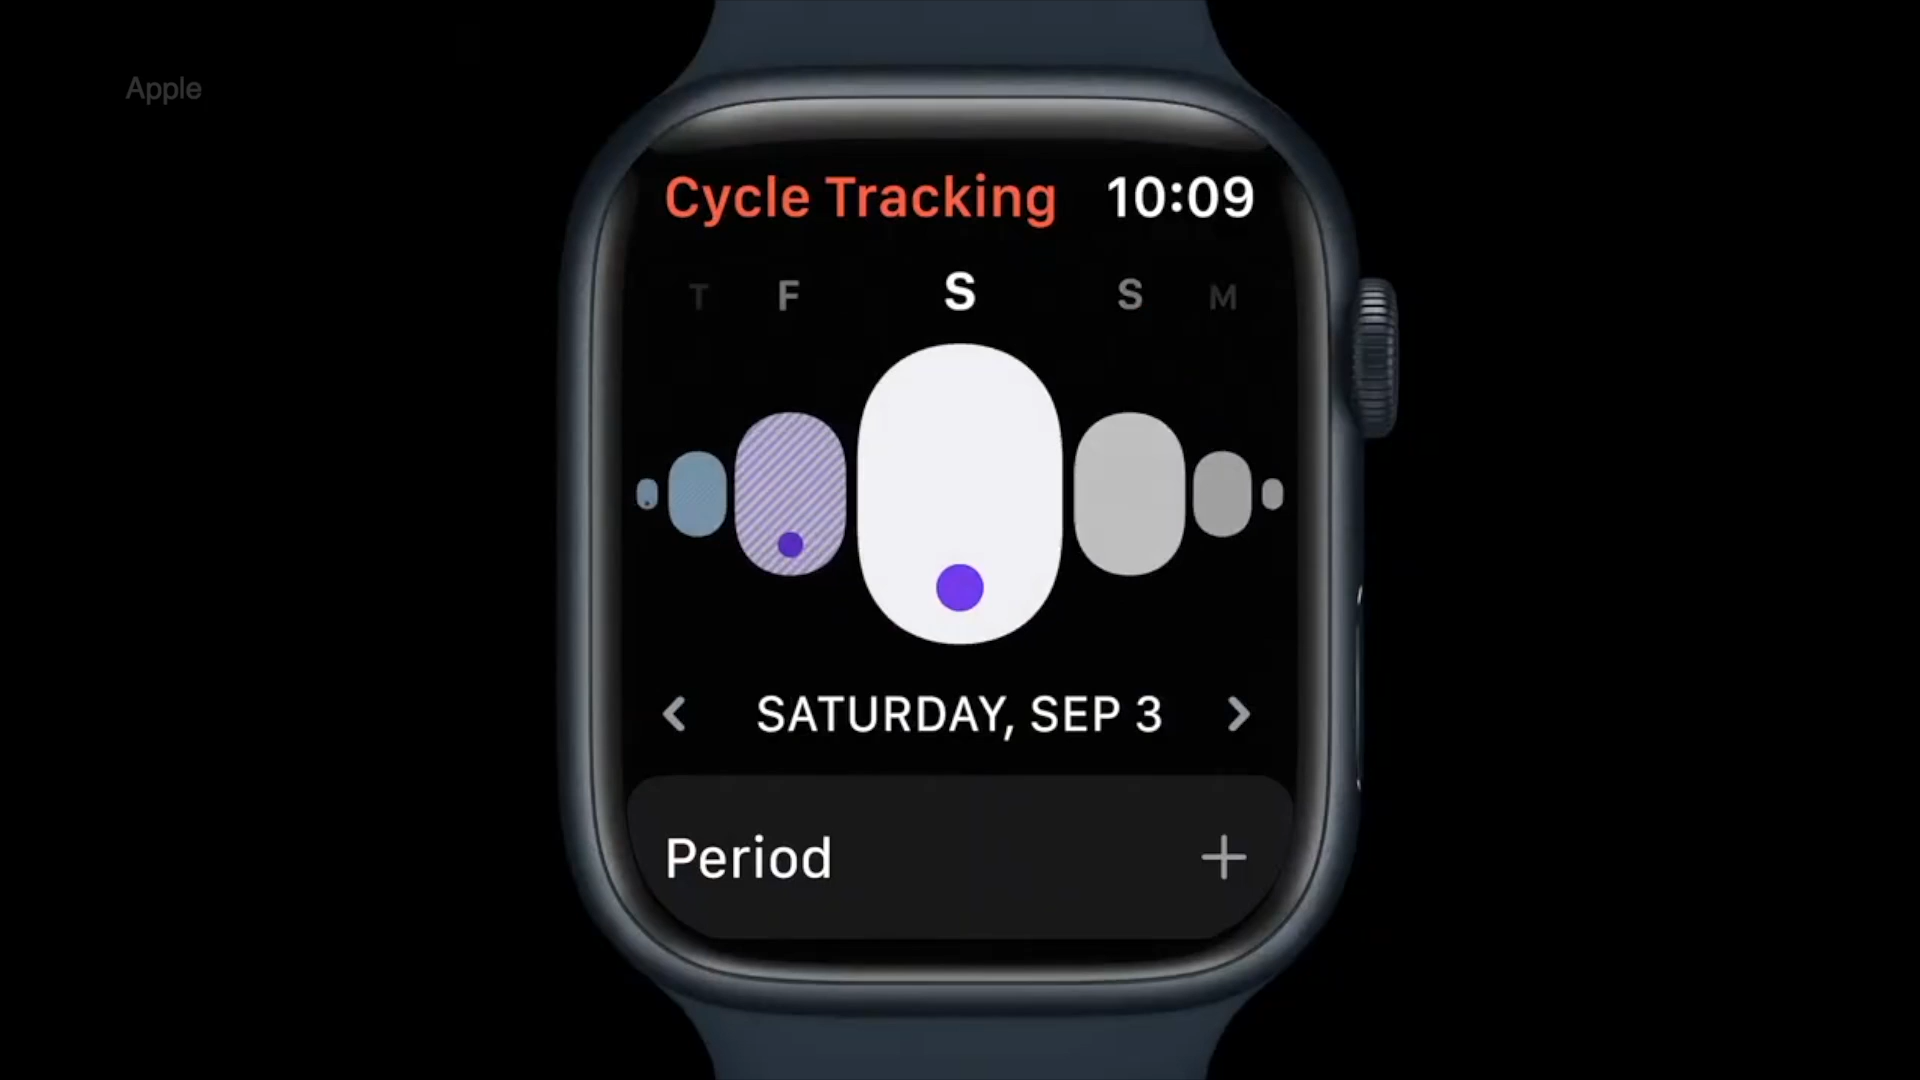 Apple
Cycle Tracking 10:09
T F S S M
SATURDAY, SEP 3
Period